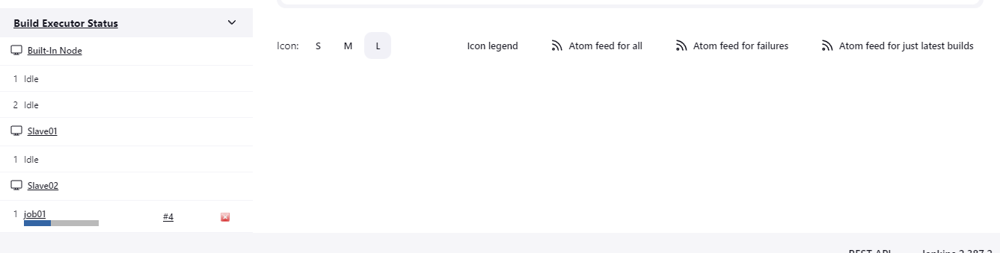 Build Executor Status
Built-In Node
1 Idle
2 Idle
Slave01
1 Idle
Slave02
1 job01 #4
Icon: S M L Icon legend Atom feed for all Atom feed for failures Atom feed for just latest builds
REST API Jenkins 2.387.2